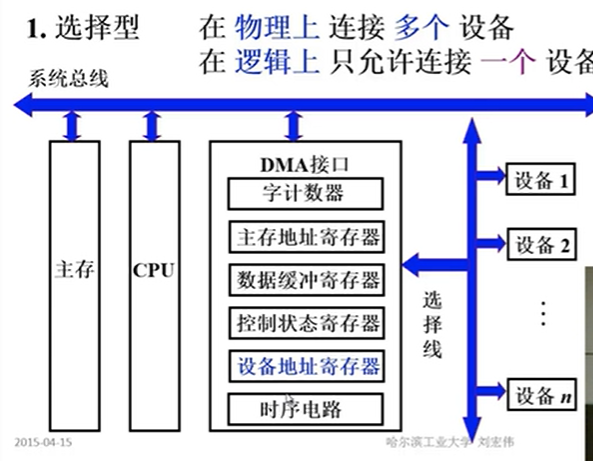 1. 选择型 在 物理上 连接 多个 设备
在 逻辑上 只允许连接 一个 设备
系统总线
主存
CPU
DMA接口
字计数器
主存地址寄存器
数据缓冲寄存器
控制状态寄存器
设备地址寄存器
时序电路
选择线
设备 1
设备 2
⋮
设备 n
2015-04-15
哈尔滨工业大学 刘宏伟